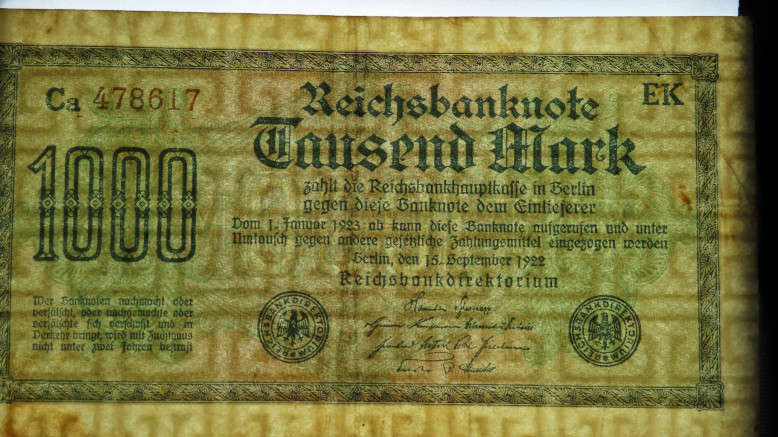 Ca 478617
EK
Reichsbanknote
1000
Tausend Mark
zahlt die Reichsbankhauptkasse in Berlin
gegen diese Banknote dem Einlieferer
Vom 1. Januar 1923 ab kann diese Banknote aufgerufen und unter
Umtausch gegen andere gesetzliche Zahlungsmittel eingezogen werden
Berlin, den 15. September 1922
Reichsbankdirektorium
Wer Banknoten nachmacht oder
verfälscht, oder nachgemachte oder
verfälschte sich verschafft und in
Verkehr bringt, wird mit Zuchthaus
nicht unter zwei Jahren bestraft
REICHSBANKDIREKTORIUM
REICHSBANKDIREKTORIUM